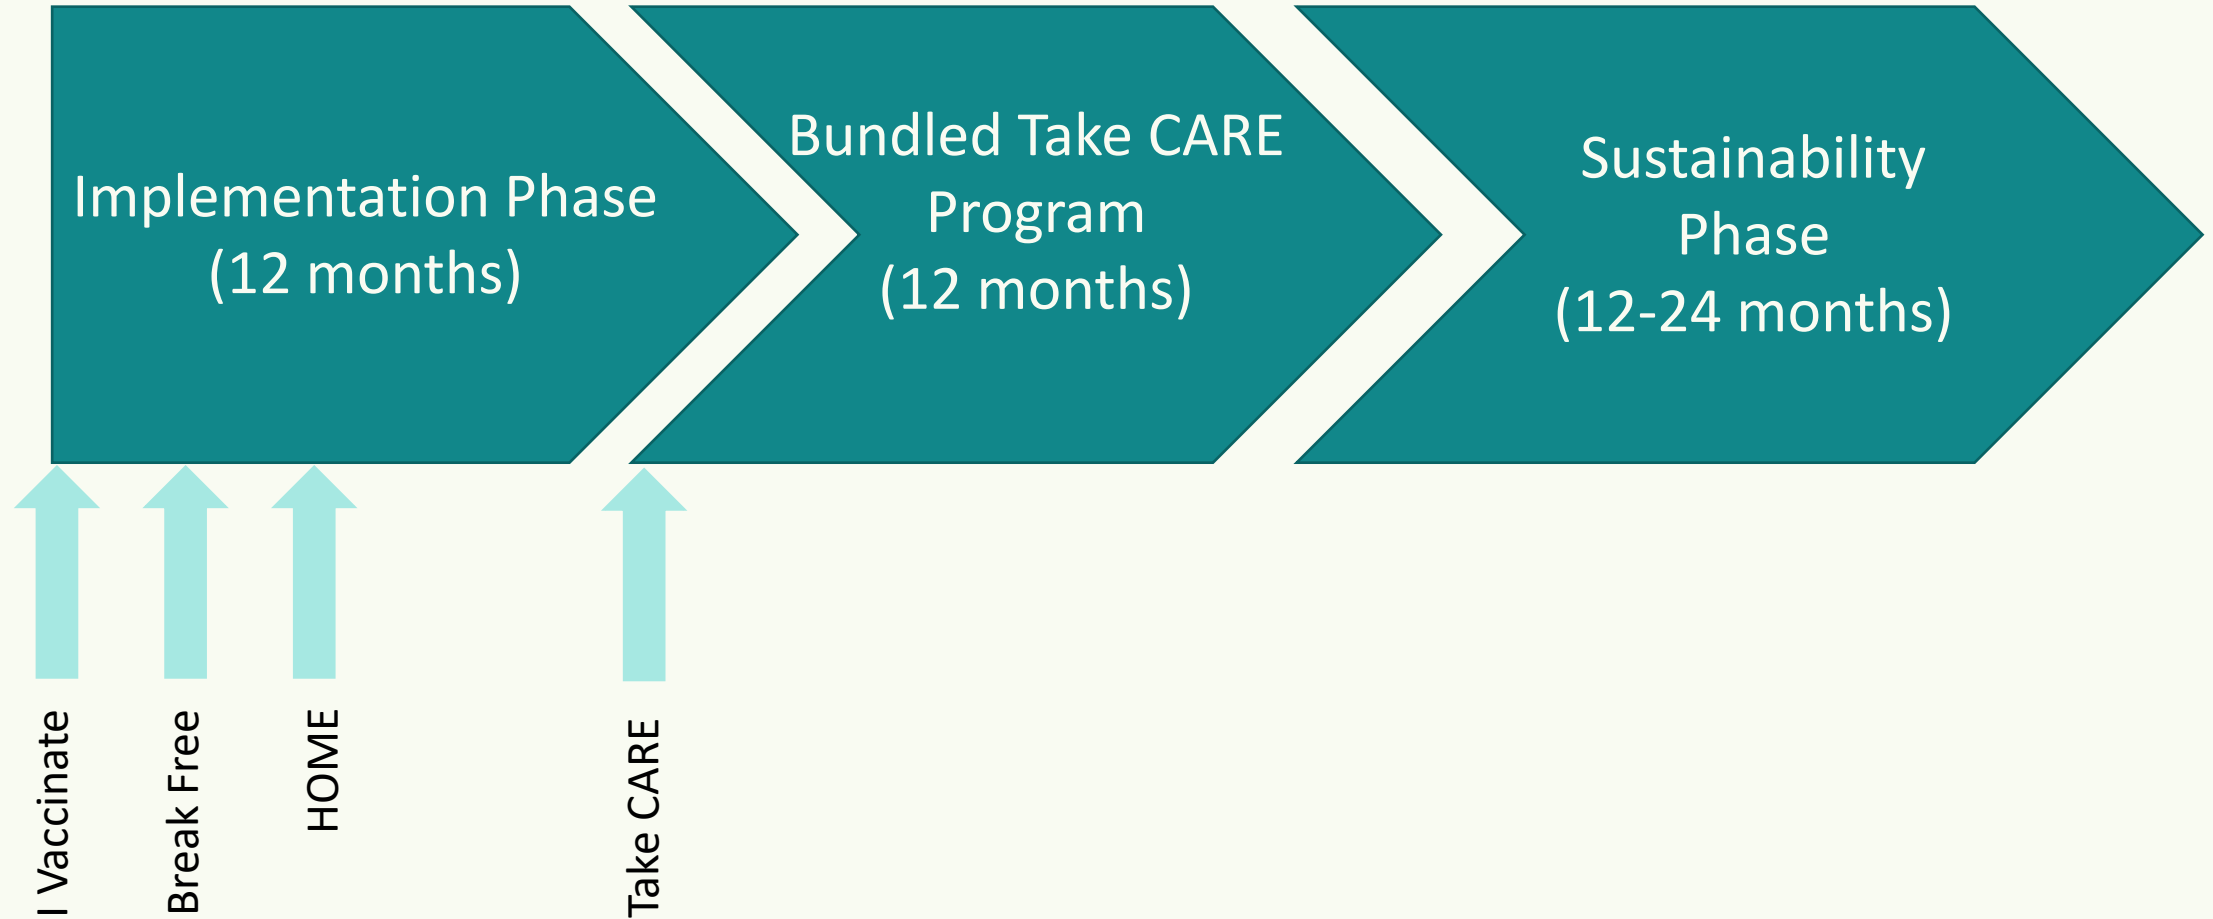 Implementation Phase
(12 months)
Bundled Take CARE
Program
(12 months)
Sustainability
Phase
(12-24 months)
I Vaccinate
Break Free
HOME
Take CARE